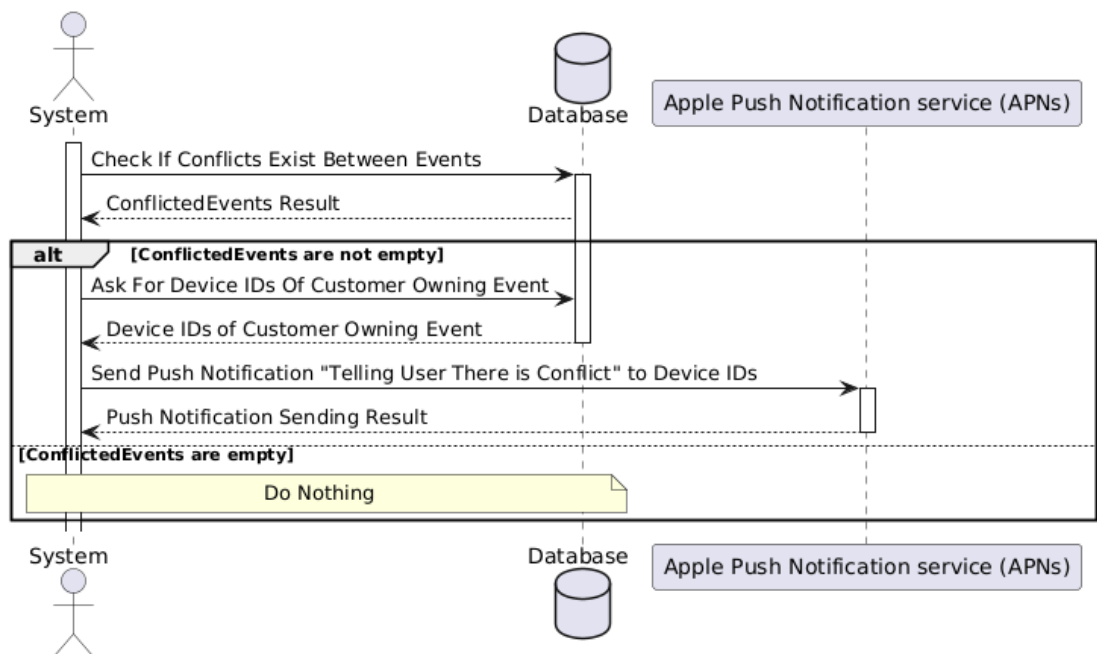 System
Database
Apple Push Notification service (APNs)
Check If Conflicts Exist Between Events
ConflictedEvents Result
alt [ConflictedEvents are not empty]
Ask For Device IDs Of Customer Owning Event
Device IDs of Customer Owning Event
Send Push Notification "Telling User There is Conflict" to Device IDs
Push Notification Sending Result
[ConflictedEvents are empty]
Do Nothing
System
Database
Apple Push Notification service (APNs)